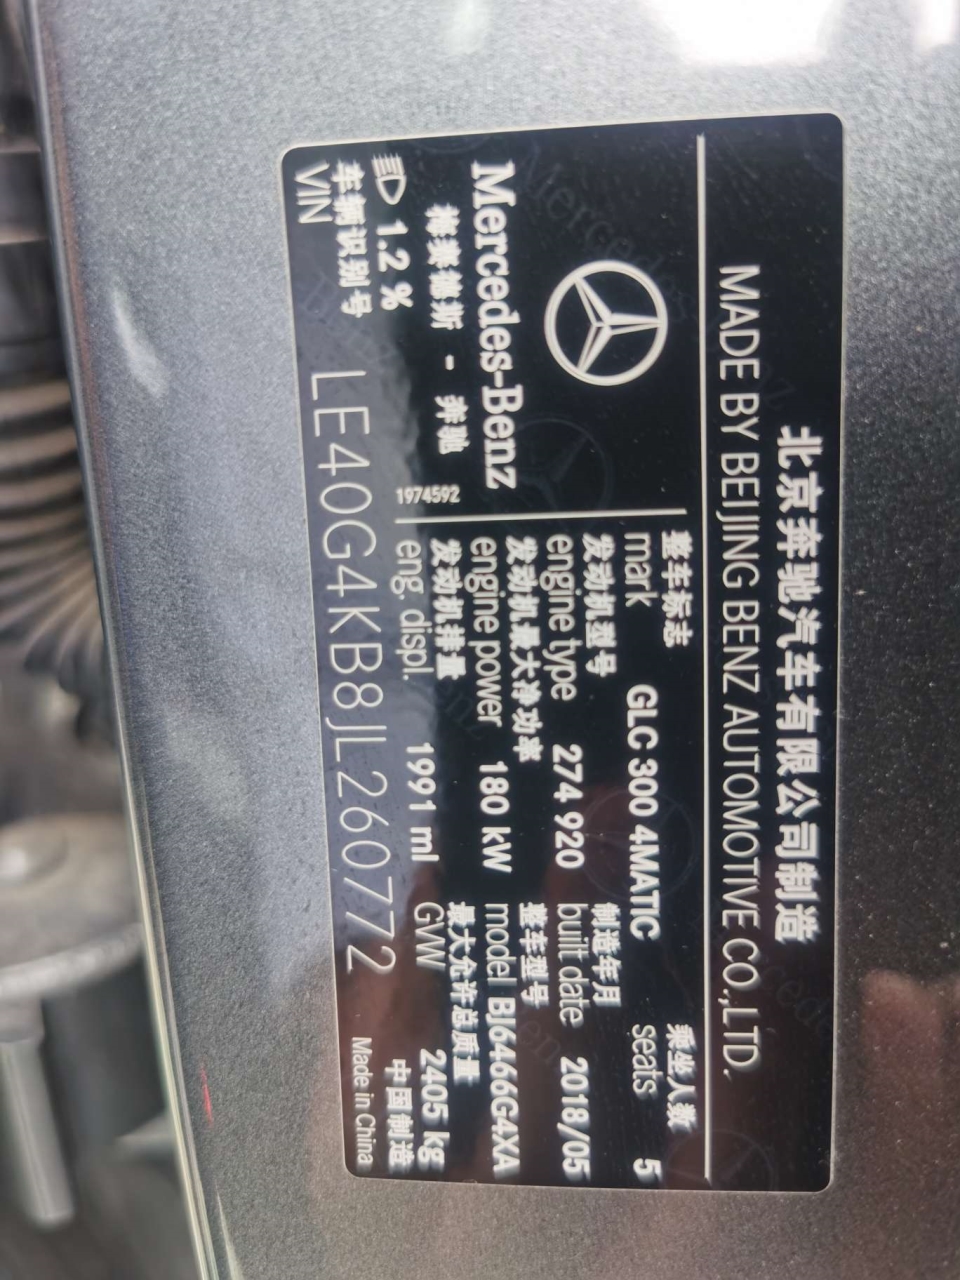 北京奔驰汽车有限公司制造
MADE BY BEIJING BENZ AUTOMOTIVE CO.,LTD.
Mercedes-Benz
梅赛德斯 - 奔驰
1.2 %
1974592
整车标志
mark GLC 300 4MATIC
乘坐人数
seats 5
发动机型号
engine type 274 920
制造年月
built date 2018/05
发动机最大净功率
engine power 180 kW
整车型号
model BJ6466G4XA
发动机排量
eng. displ. 1991 ml
最大允许总质量
GVW 2405 kg
车辆识别号
VIN LE40G4KB8JL260772
中国制造
Made in China